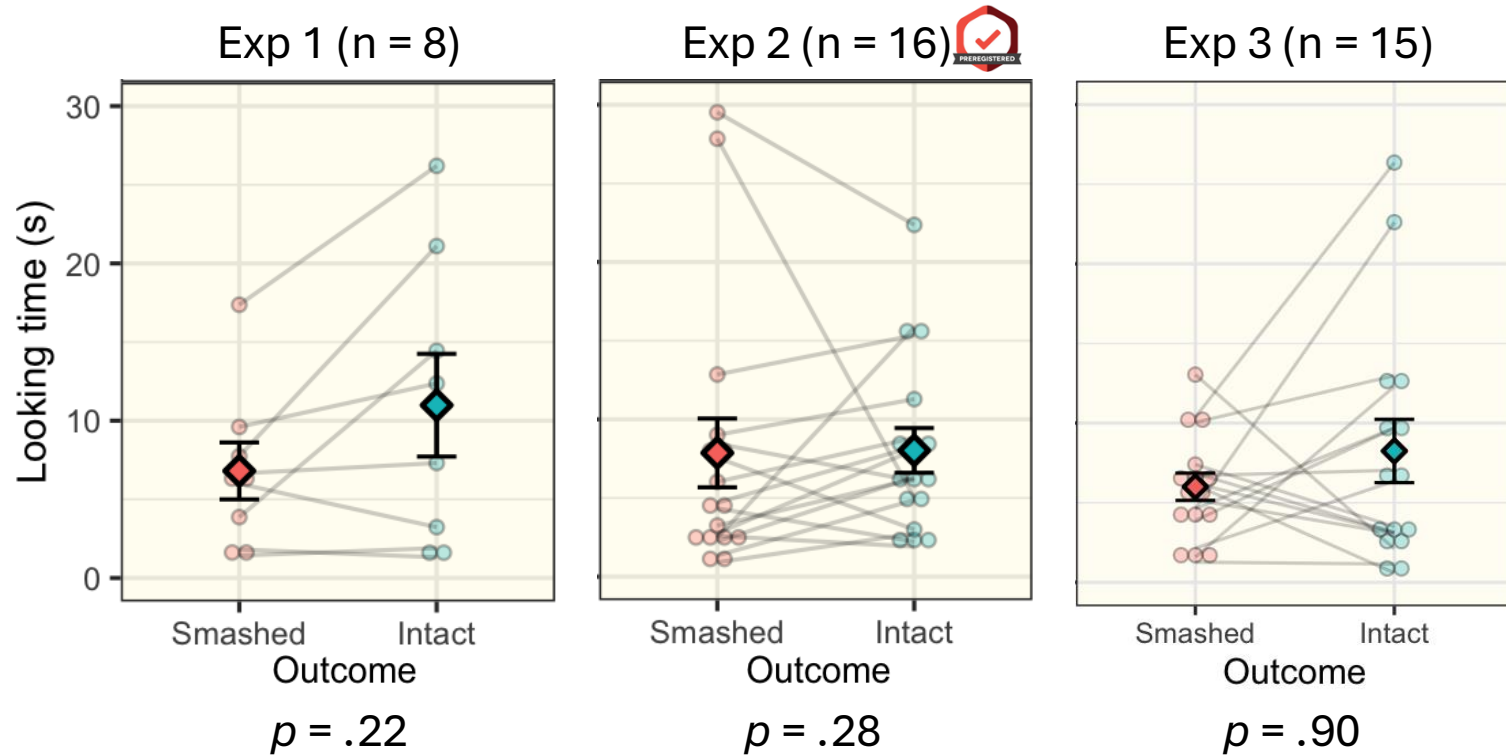 Exp 1 (n = 8)
Exp 2 (n = 16)
PREREGISTERED
Exp 3 (n = 15)
Looking time (s)
30
20
10
0
Smashed
Intact
Outcome
Smashed
Intact
Outcome
Smashed
Intact
Outcome
p = .22
p = .28
p = .90